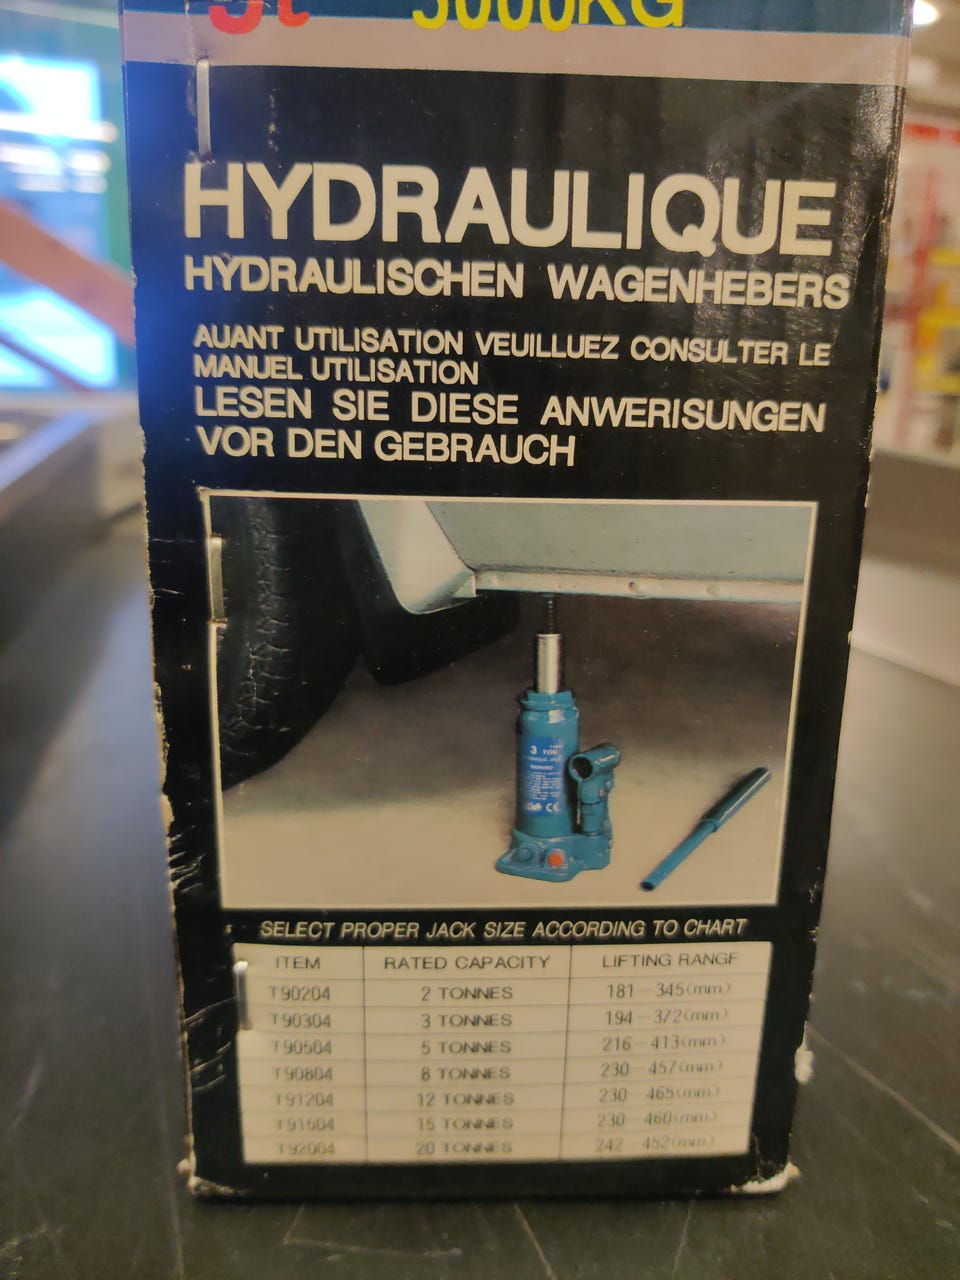 HYDRAULIQUE
HYDRAULISCHEN WAGENHEBERS
AUANT UTILISATION VEUILLUEZ CONSULTER LE
MANUEL UTILISATION
LESEN SIE DIESE ANWERISUNGEN
VOR DEN GEBRAUCH
3 TON
CE
SELECT PROPER JACK SIZE ACCORDING TO CHART
ITEM RATED CAPACITY LIFTING RANGE
T90204 2 TONNES 181–345(mm)
T90304 3 TONNES 194–372(mm)
T90504 5 TONNES 216–413(mm)
T90804 8 TONNES 230–457(mm)
T91204 12 TONNES 230–465(mm)
T91504 15 TONNES 230–460(mm)
T92004 20 TONNES 242–452(mm)